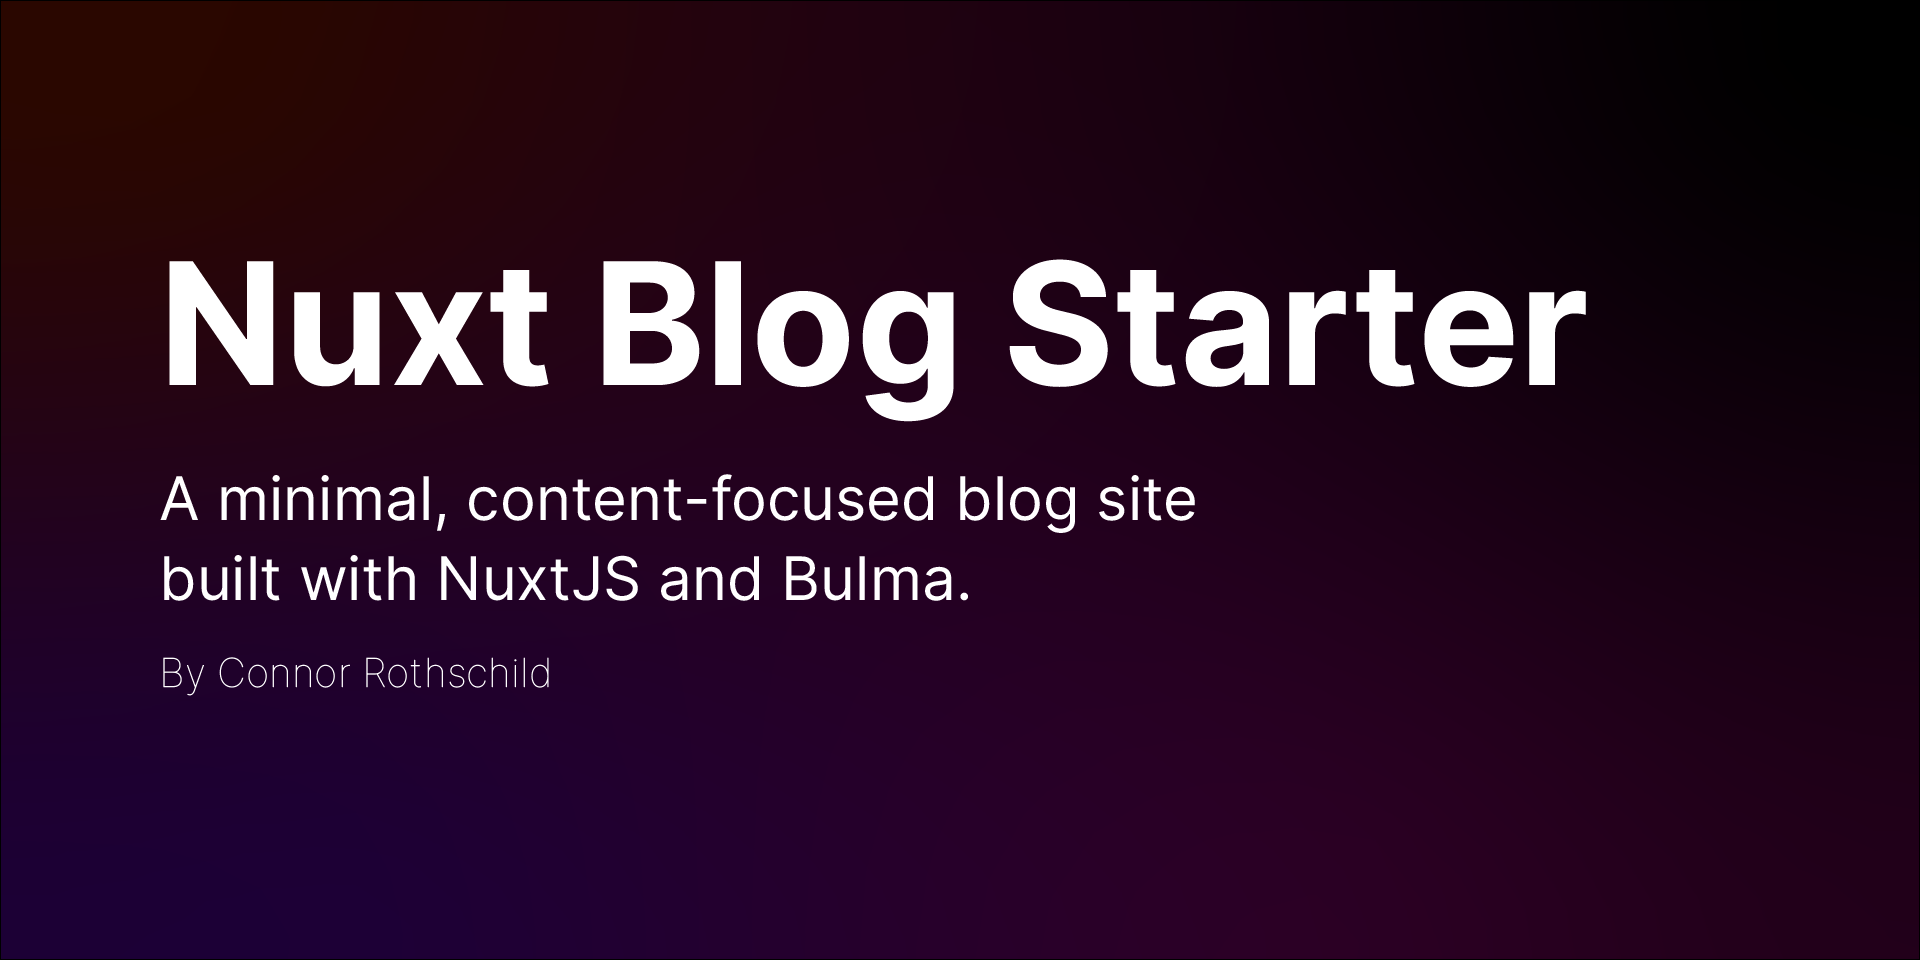 Nuxt Blog Starter
A minimal, content-focused blog site
built with NuxtJS and Bulma.
By Connor Rothschild